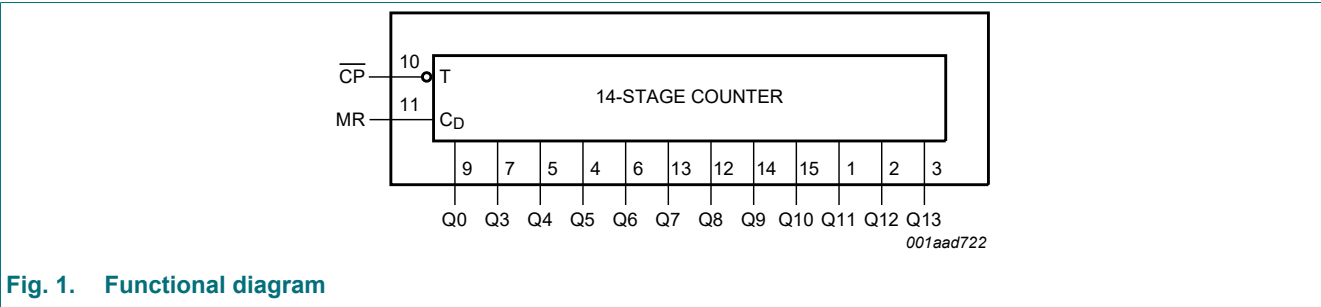 10
CP
T
14-STAGE COUNTER
11
MR
CD
9 7 5 4 6 13 12 14 15 1 2 3
Q0 Q3 Q4 Q5 Q6 Q7 Q8 Q9 Q10 Q11 Q12 Q13
001aad722
Fig. 1. Functional diagram